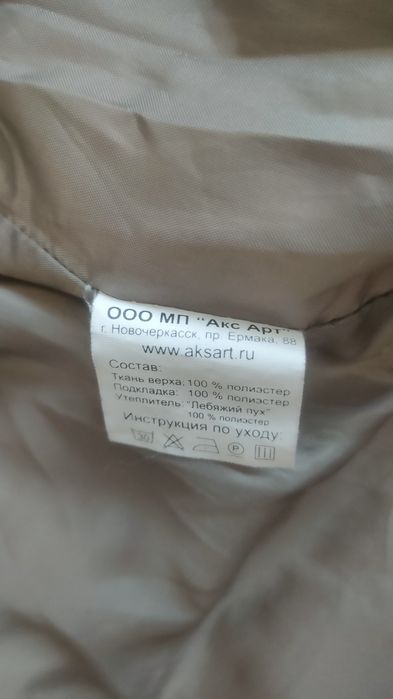 ООО МП "Акс Арт"
г. Новочеркасск, пр. Ермака, 88
www.aksart.ru
Состав:
Ткань верха: 100 % полиэстер
Подкладка: 100 % полиэстер
Утеплитель: "Лебяжий пух"
100 % полиэстер
Инструкция по уходу:
30 P